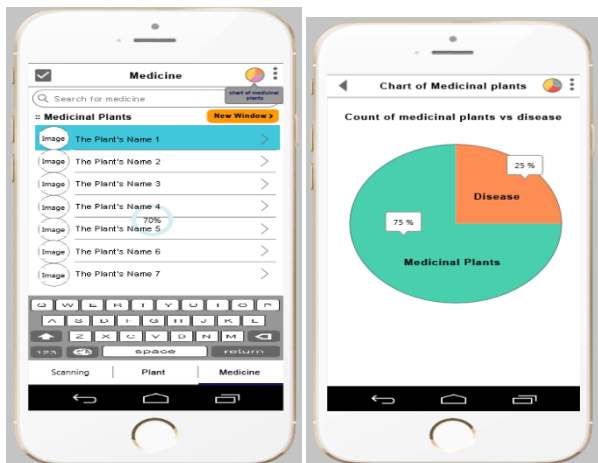 Medicine
chart of medicinal
plants
Search for medicine
:: Medicinal Plants
New Window >
Image The Plant's Name 1
Image The Plant's Name 2
Image The Plant's Name 3
Image The Plant's Name 4
70%
Image The Plant's Name 5
Image The Plant's Name 6
Image The Plant's Name 7
Q W E R T Y U I O P
A S D F G H J K L
Z X C V B N M
123 space return
Scanning Plant Medicine
Chart of Medicinal plants
Count of medicinal plants vs disease
25 %
Disease
75 %
Medicinal Plants